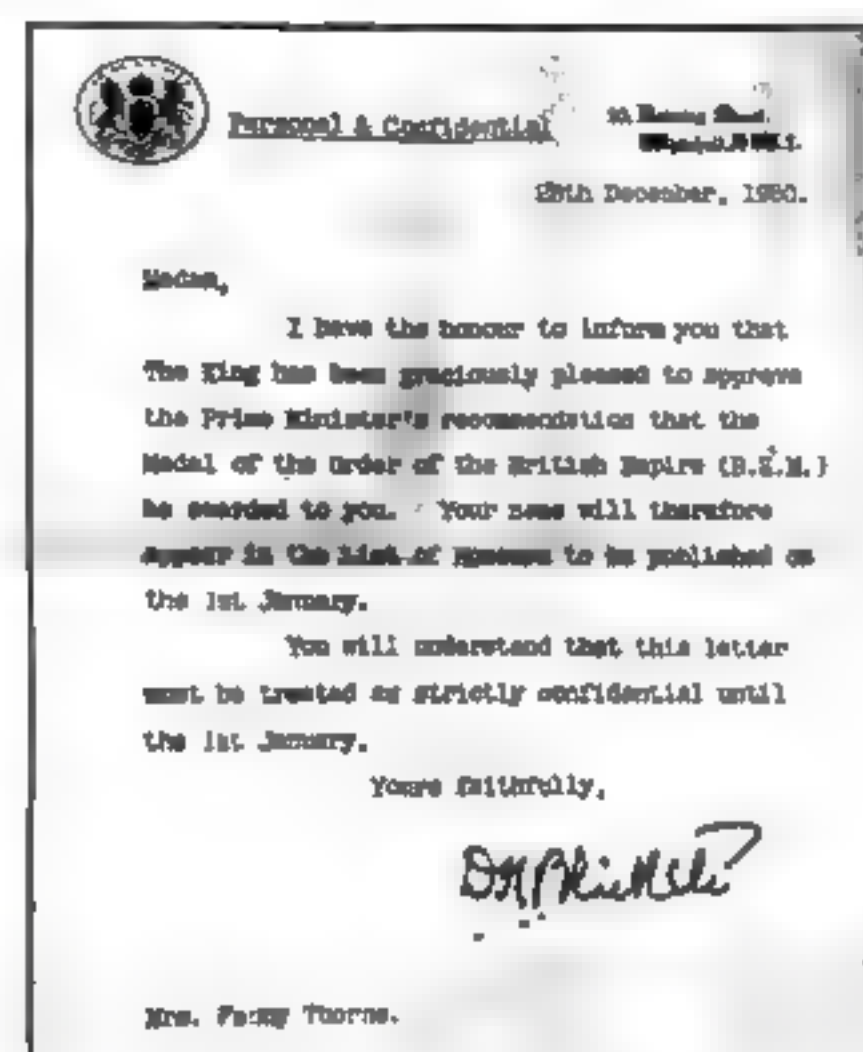 Personal & Confidential
10
28th December, 1950.
Madam,
I have the honour to inform you that
The King has been graciously pleased to approve
the Prime Minister's recommendation that the
Medal of the Order of the British Empire (B.E.M.)
be awarded to you. Your name will therefore
appear in the list of to be published on
the 1st January.
You will understand that this letter
must be treated as strictly confidential until
the 1st January.
Yours faithfully,
Mrs. Thorne.